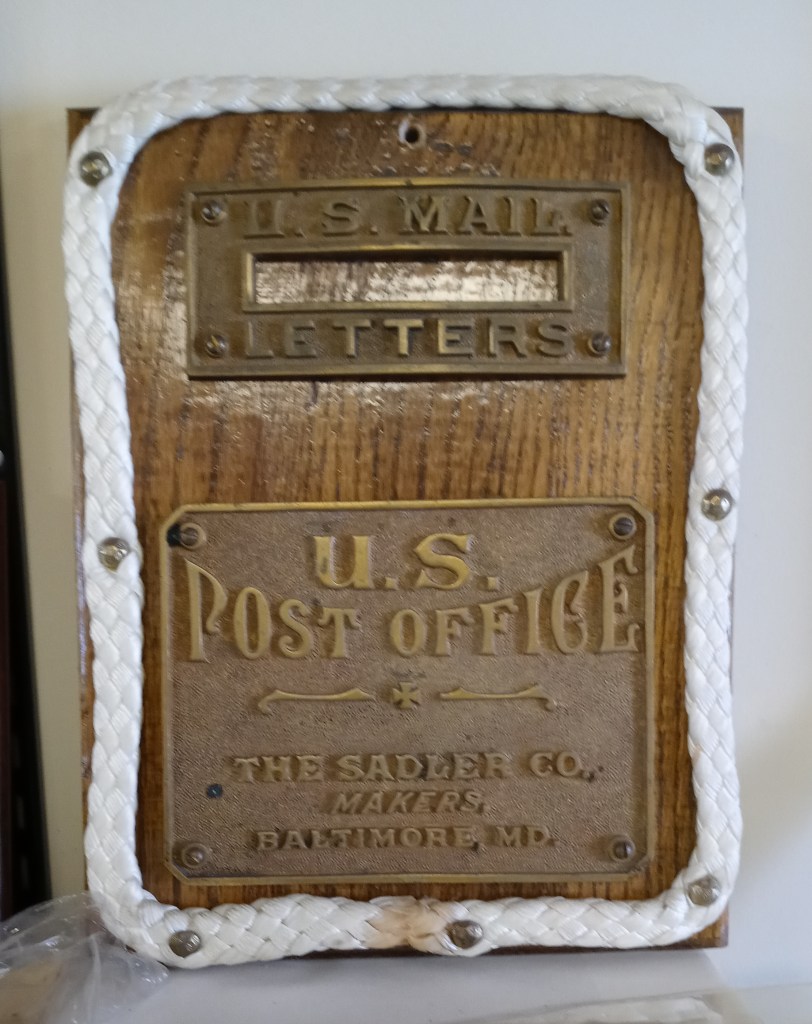 U.S. MAIL
LETTERS
U.S.
POST OFFICE
THE SADLER CO.,
MAKERS,
BALTIMORE, MD.